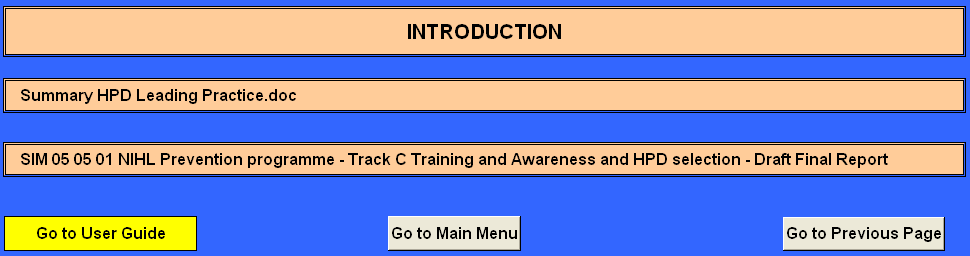 INTRODUCTION
Summary HPD Leading Practice.doc
SIM 05 05 01 NIHL Prevention programme - Track C Training and Awareness and HPD selection - Draft Final Report
Go to User Guide
Go to Main Menu
Go to Previous Page